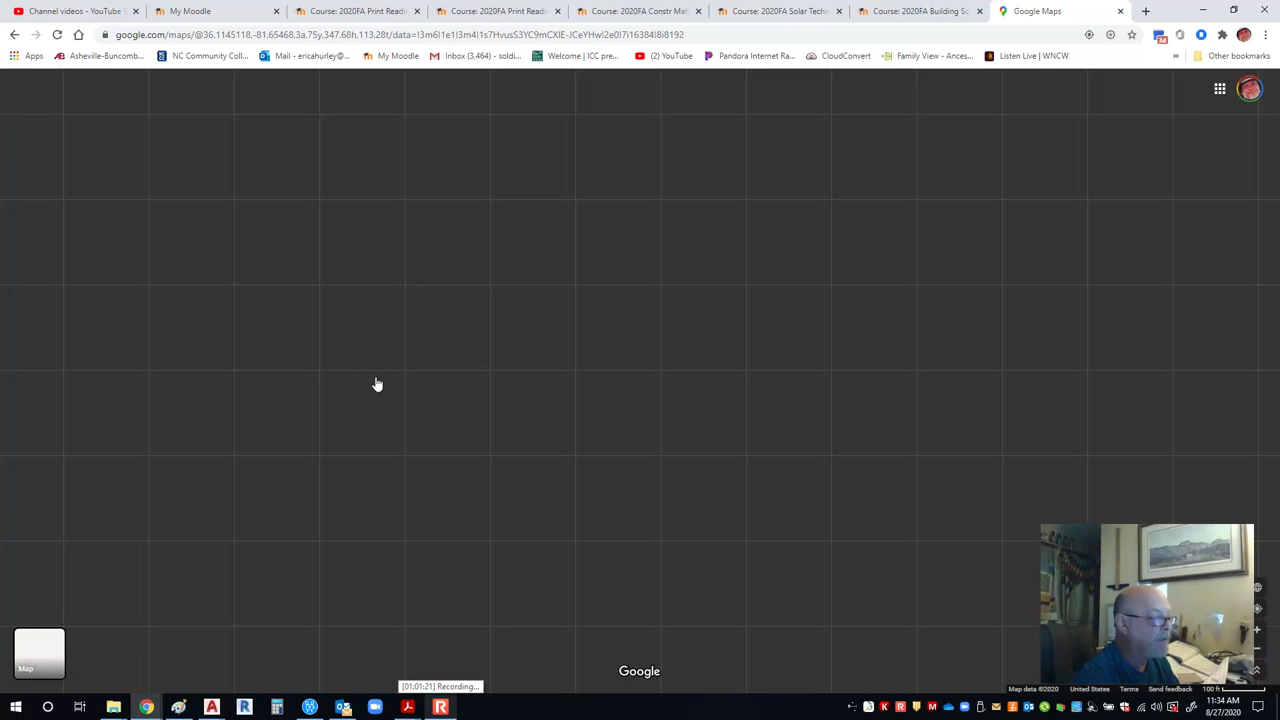 Channel videos - YouTube S
My Moodle
Course: 2020FA Print Readi
Course: 2020FA Print Readi
Course: 2020FA Constr Mat
Course: 2020FA Solar Techn
Course: 2020FA Building Sc
Google Maps
google.com/maps/@36.1145118,-81.65468,3a,75y,347.68h,113.28t/data=!3m6!1e1!3m4!1s7HvusS3YC9mCXIE-JCeYHw!2e0!7i16384!8i8192
Apps
Asheville-Buncomb...
NC Community Coll...
Mail - ericahurley@...
My Moodle
Inbox (3,464) - soldi...
Welcome | ICC pre...
(2) YouTube
Pandora Internet Ra...
CloudConvert
Family View - Ances...
Listen Live | WNCW
»
Other bookmarks
Map
Google
[01:01:21] Recording...
Map data ©2020
United States
Terms
Send feedback
100 ft
11:34 AM
8/27/2020